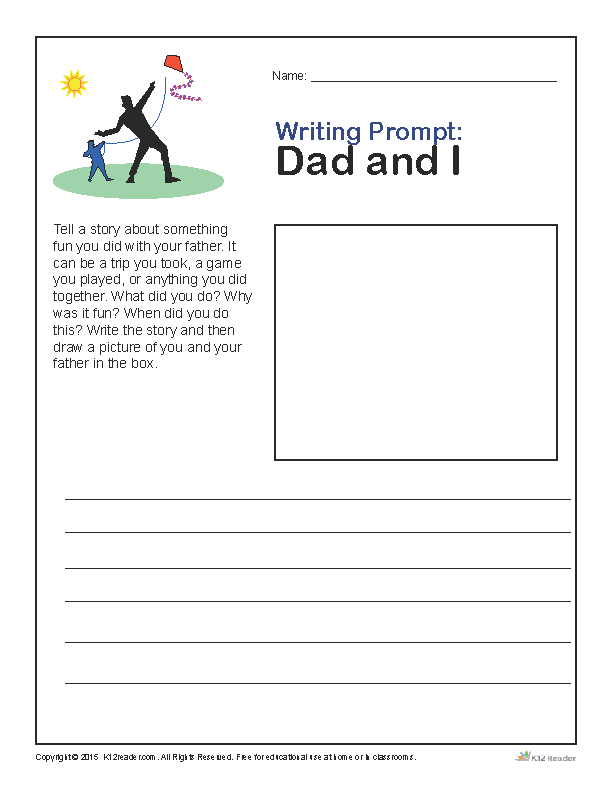 Name:
Writing Prompt:
Dad and I
Tell a story about something
fun you did with your father. It
can be a trip you took, a game
you played, or anything you did
together. What did you do? Why
was it fun? When did you do
this? Write the story and then
draw a picture of you and your
father in the box.
Copyright © 2015 K12reader.com. All Rights Reserved. Free for educational use at home or in classrooms.
K12 Reader